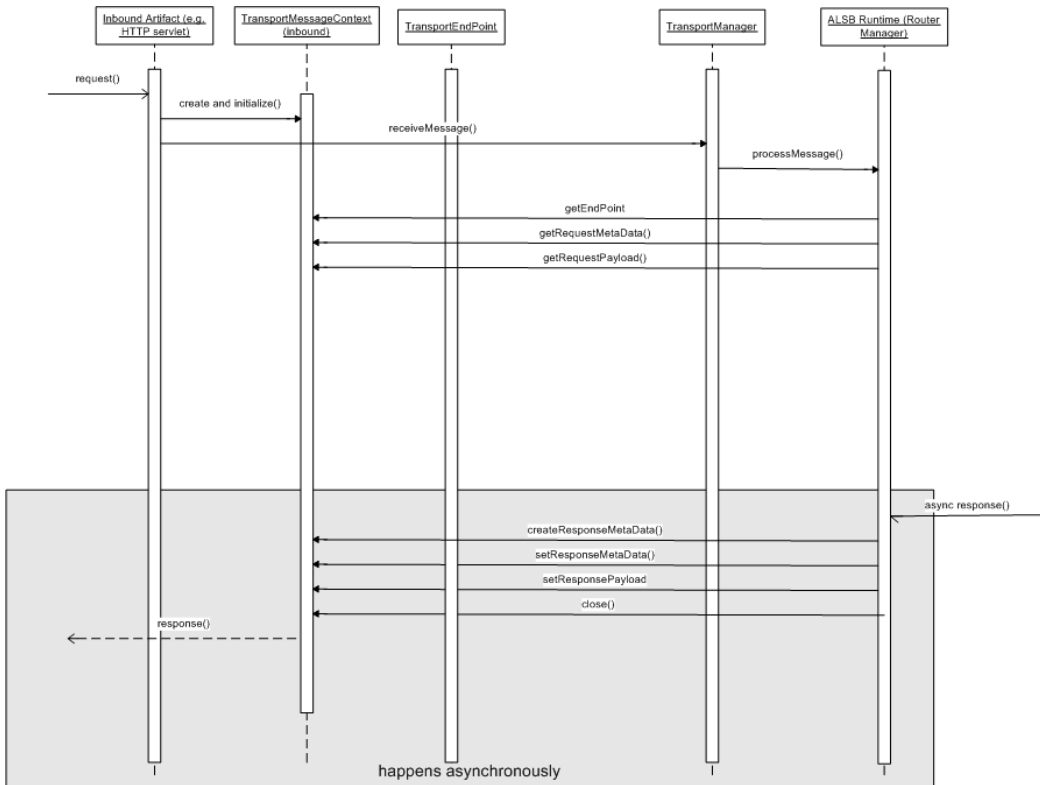 Inbound Artifact (e.g.
HTTP servlet)
TransportMessageContext
(inbound)
TransportEndPoint
TransportManager
ALSB Runtime (Router
Manager)
request()
create and initialize()
receiveMessage()
processMessage()
getEndPoint
getRequestMetaData()
getRequestPayload()
async response()
createResponseMetaData()
setResponseMetaData()
setResponsePayload
close()
response()
happens asynchronously